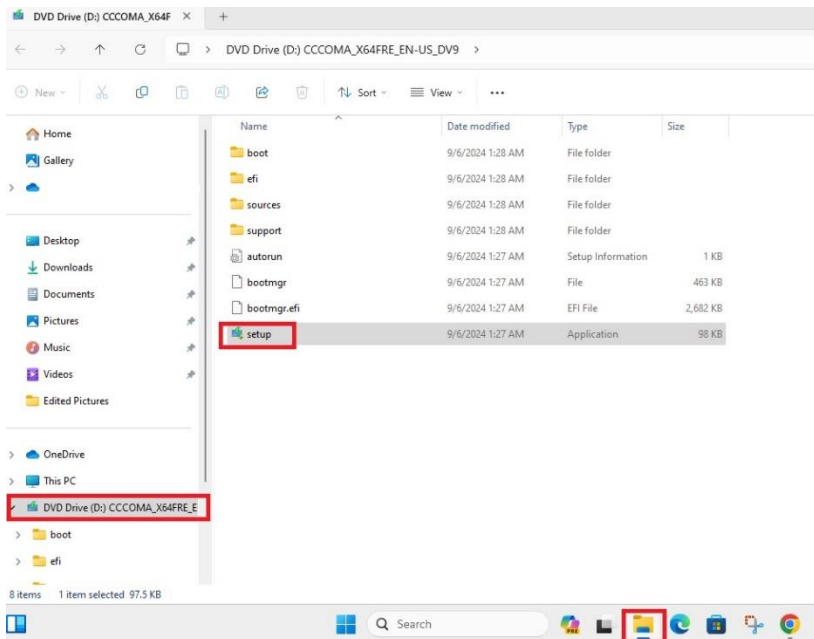 DVD Drive (D:) CCCOMA_X64F
DVD Drive (D:) CCCOMA_X64FRE_EN-US_DV9
New
Sort
View
Name Date modified Type Size
boot 9/6/2024 1:28 AM File folder
efi 9/6/2024 1:28 AM File folder
sources 9/6/2024 1:28 AM File folder
support 9/6/2024 1:28 AM File folder
autorun 9/6/2024 1:27 AM Setup Information 1 KB
bootmgr 9/6/2024 1:27 AM File 463 KB
bootmgr.efi 9/6/2024 1:27 AM EFI File 2,682 KB
setup 9/6/2024 1:27 AM Application 98 KB
Home
Gallery
Desktop
Downloads
Documents
Pictures
Music
Videos
Edited Pictures
OneDrive
This PC
DVD Drive (D:) CCCOMA_X64FRE_E
boot
efi
8 items 1 item selected 97.5 KB
Search